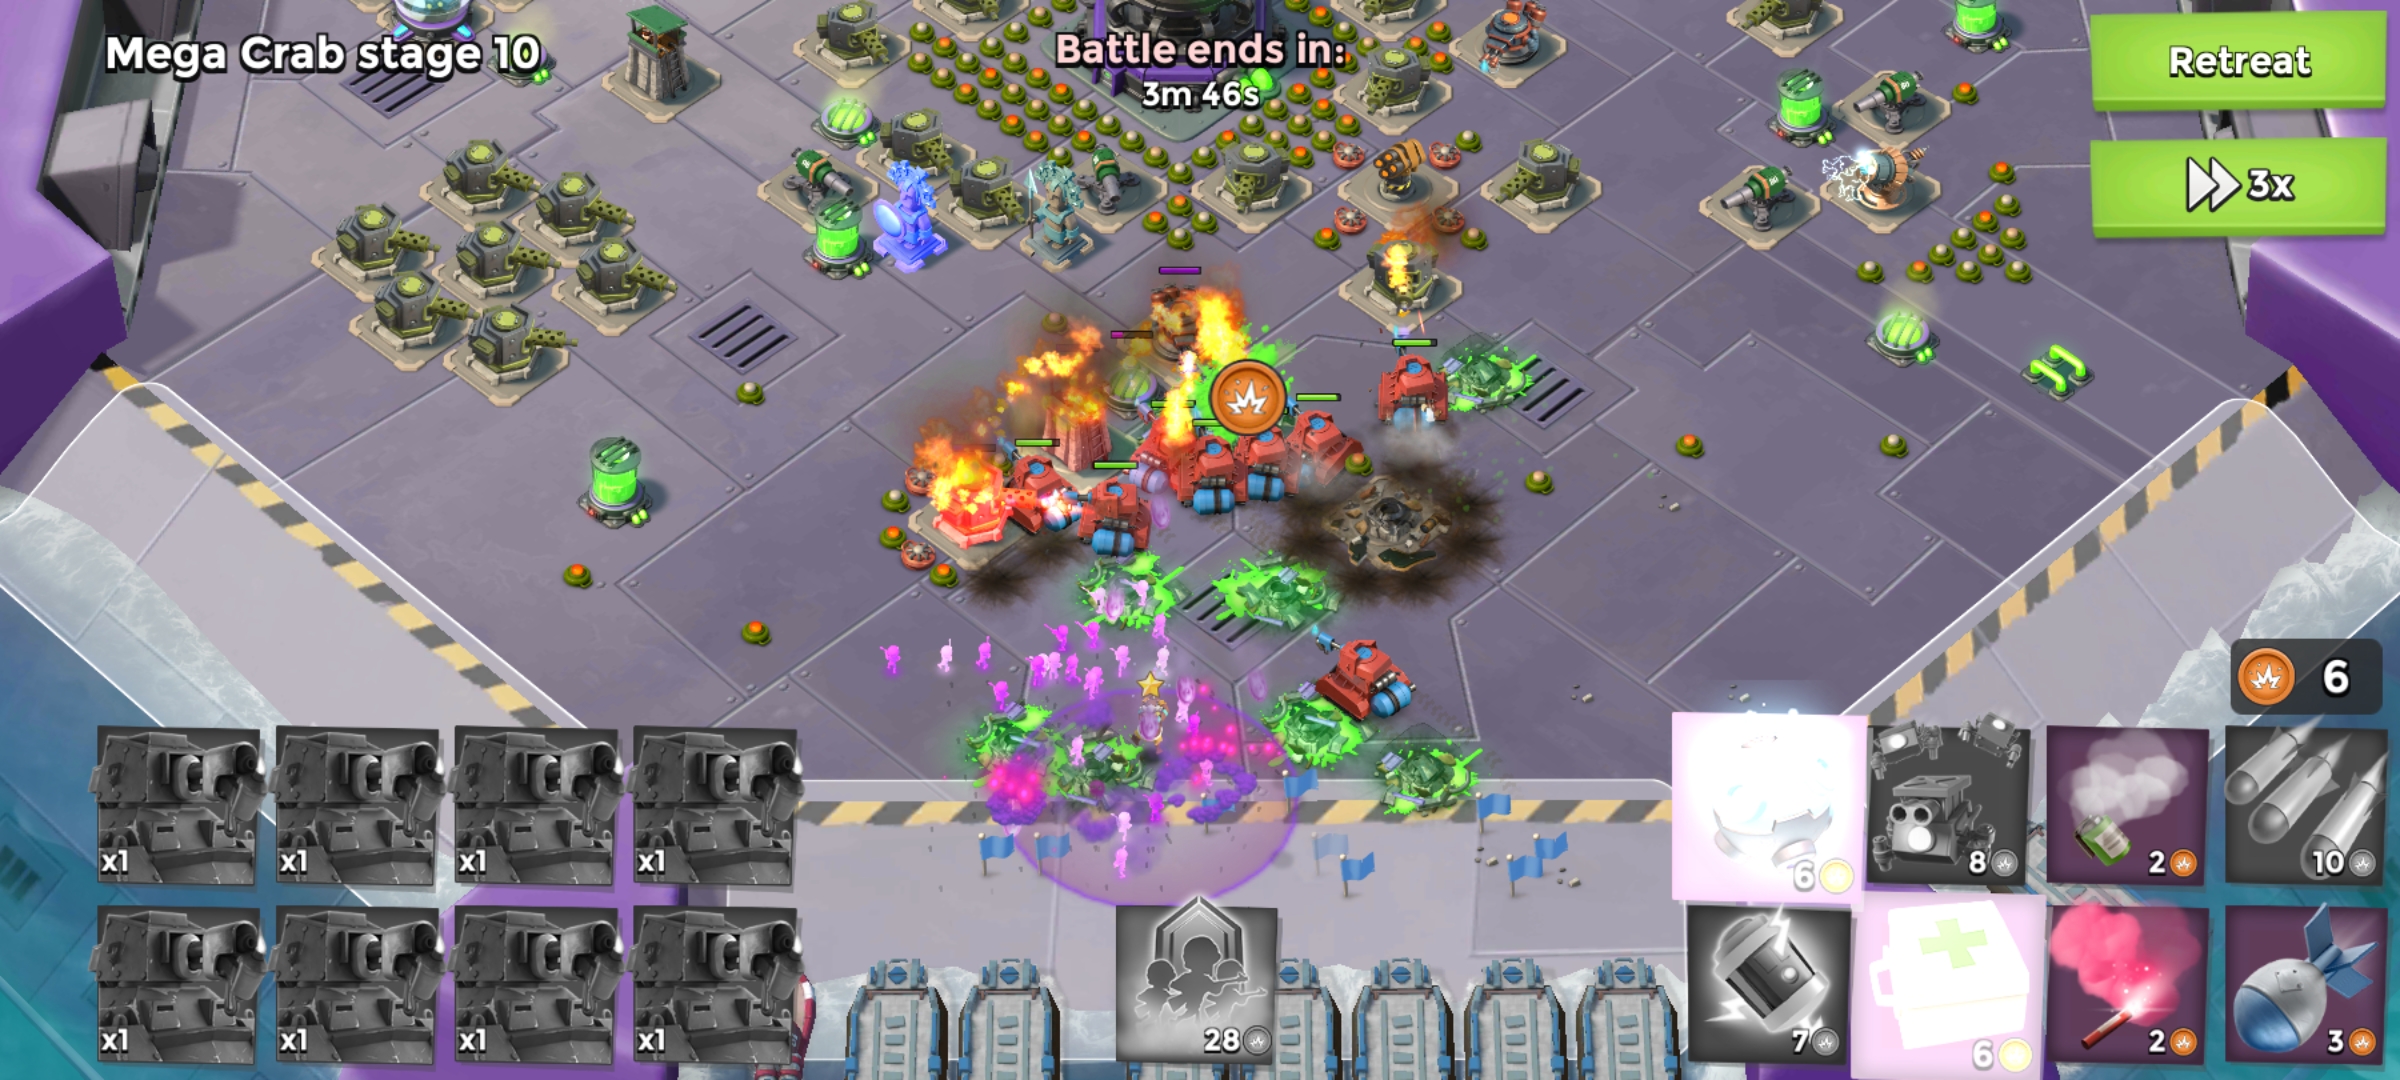 Mega Crab stage 10
Battle ends in:
3m 46s
Retreat
3x
6
x1
x1
x1
x1
6
8
2
10
x1
x1
x1
x1
28
7
6
2
3